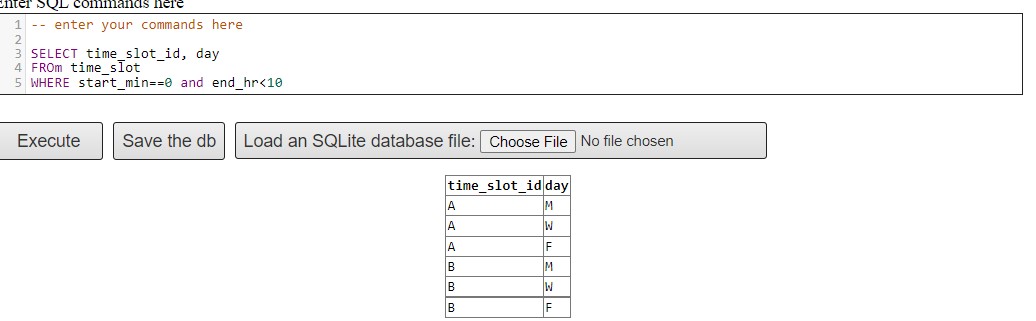 Enter SQL commands here
1 -- enter your commands here
2
3 SELECT time_slot_id, day
4 FROm time_slot
5 WHERE start_min==0 and end_hr<10
Execute Save the db Load an SQLite database file: Choose File No file chosen
time_slot_id day
A M
A W
A F
B M
B W
B F